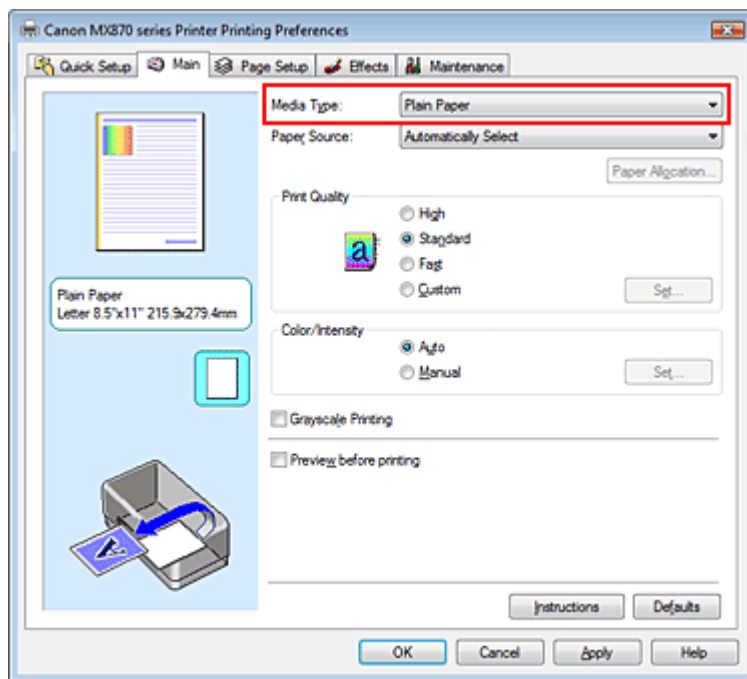 Canon MX870 series Printer Printing Preferences
Quick Setup Main Page Setup Effects Maintenance
Media Type: Plain Paper
Paper Source: Automatically Select
Paper Allocation...
Print Quality
High
Standard
Fast
Custom Set...
Plain Paper
Letter 8.5"x11" 215.9x279.4mm
Color/Intensity
Auto
Manual Set...
Grayscale Printing
Preview before printing
Instructions Defaults
OK Cancel Apply Help